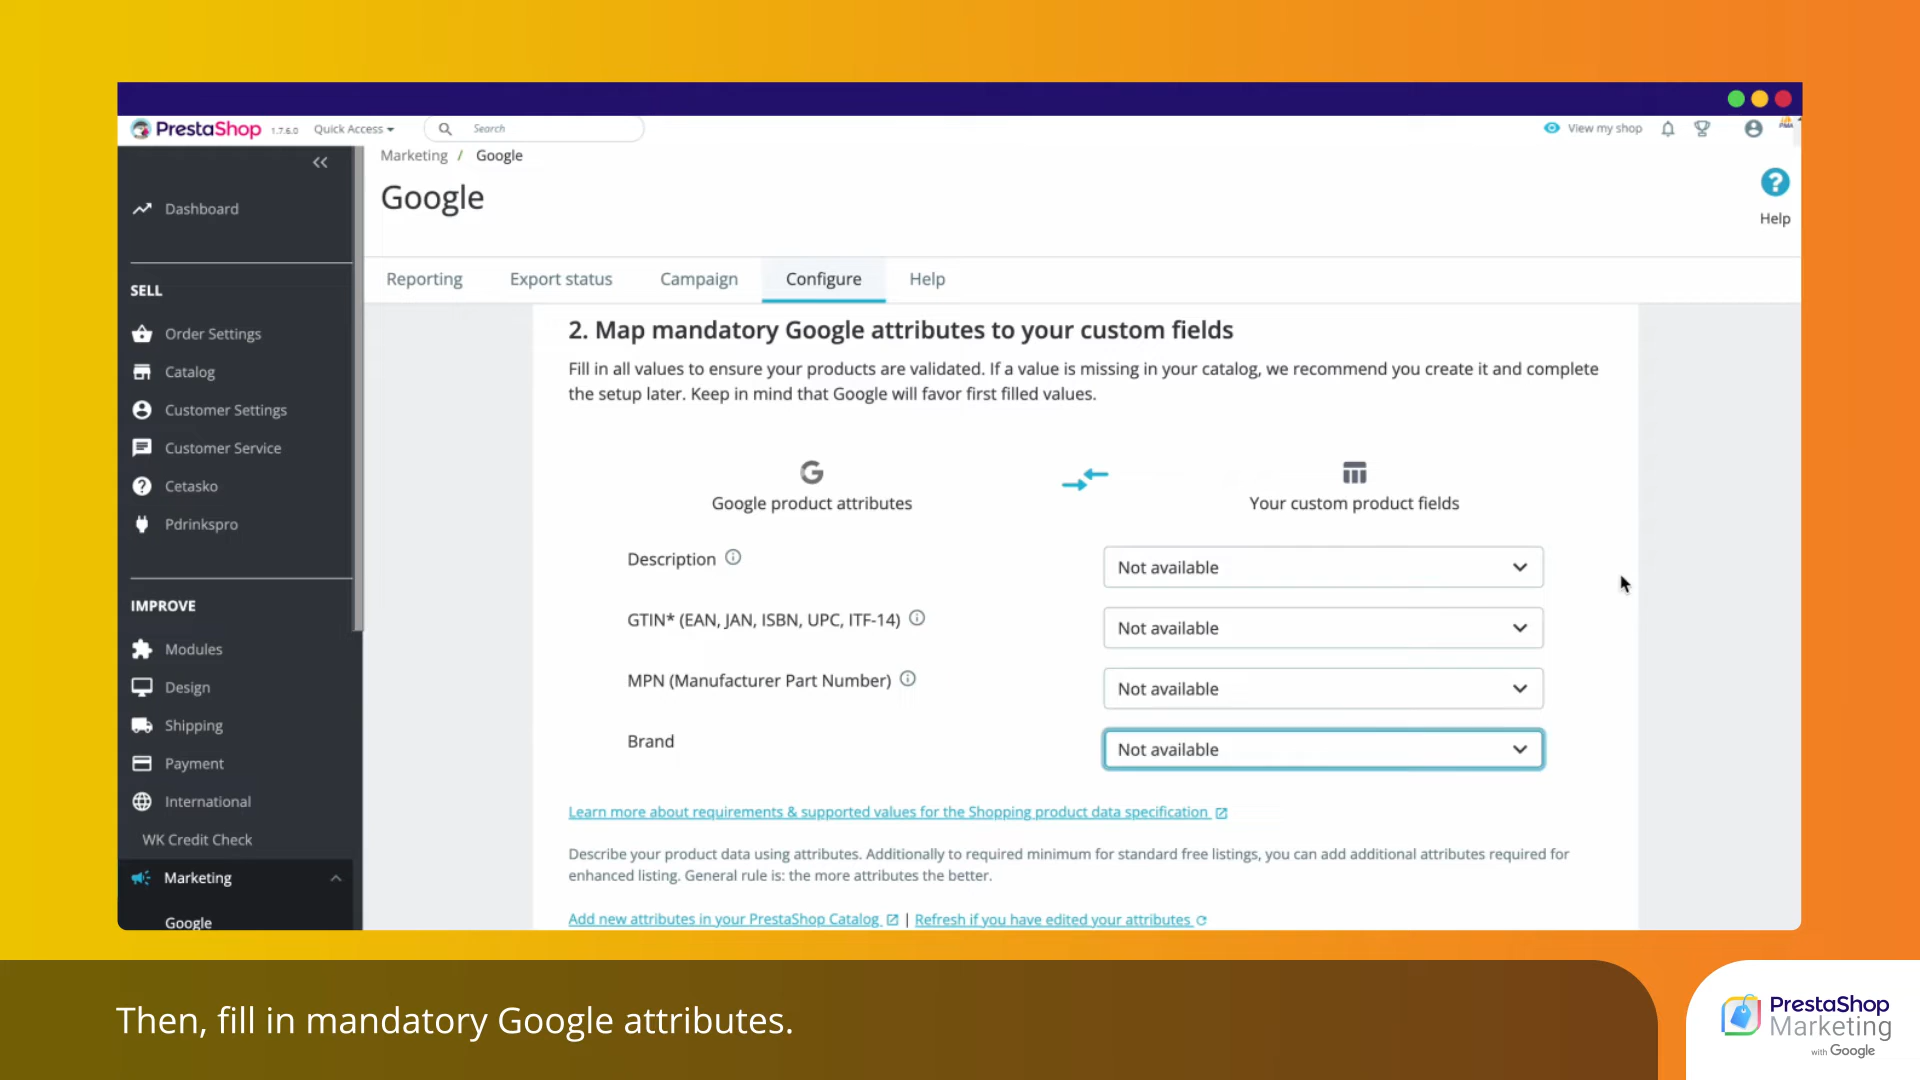 PrestaShop 1.7.6.0 Quick Access Search View my shop
Marketing / Google
Google
Help
Dashboard
SELL
Order Settings
Catalog
Customer Settings
Customer Service
Cetasko
Pdrinkspro
IMPROVE
Modules
Design
Shipping
Payment
International
WK Credit Check
Marketing
Google
Reporting Export status Campaign Configure Help
2. Map mandatory Google attributes to your custom fields
Fill in all values to ensure your products are validated. If a value is missing in your catalog, we recommend you create it and complete
the setup later. Keep in mind that Google will favor first filled values.
Google product attributes Your custom product fields
Description Not available
GTIN* (EAN, JAN, ISBN, UPC, ITF-14) Not available
MPN (Manufacturer Part Number) Not available
Brand Not available
Learn more about requirements & supported values for the Shopping product data specification
Describe your product data using attributes. Additionally to required minimum for standard free listings, you can add additional attributes required for
enhanced listing. General rule is: the more attributes the better.
Add new attributes in your PrestaShop Catalog | Refresh if you have edited your attributes
Then, fill in mandatory Google attributes.
PrestaShop
Marketing
with Google